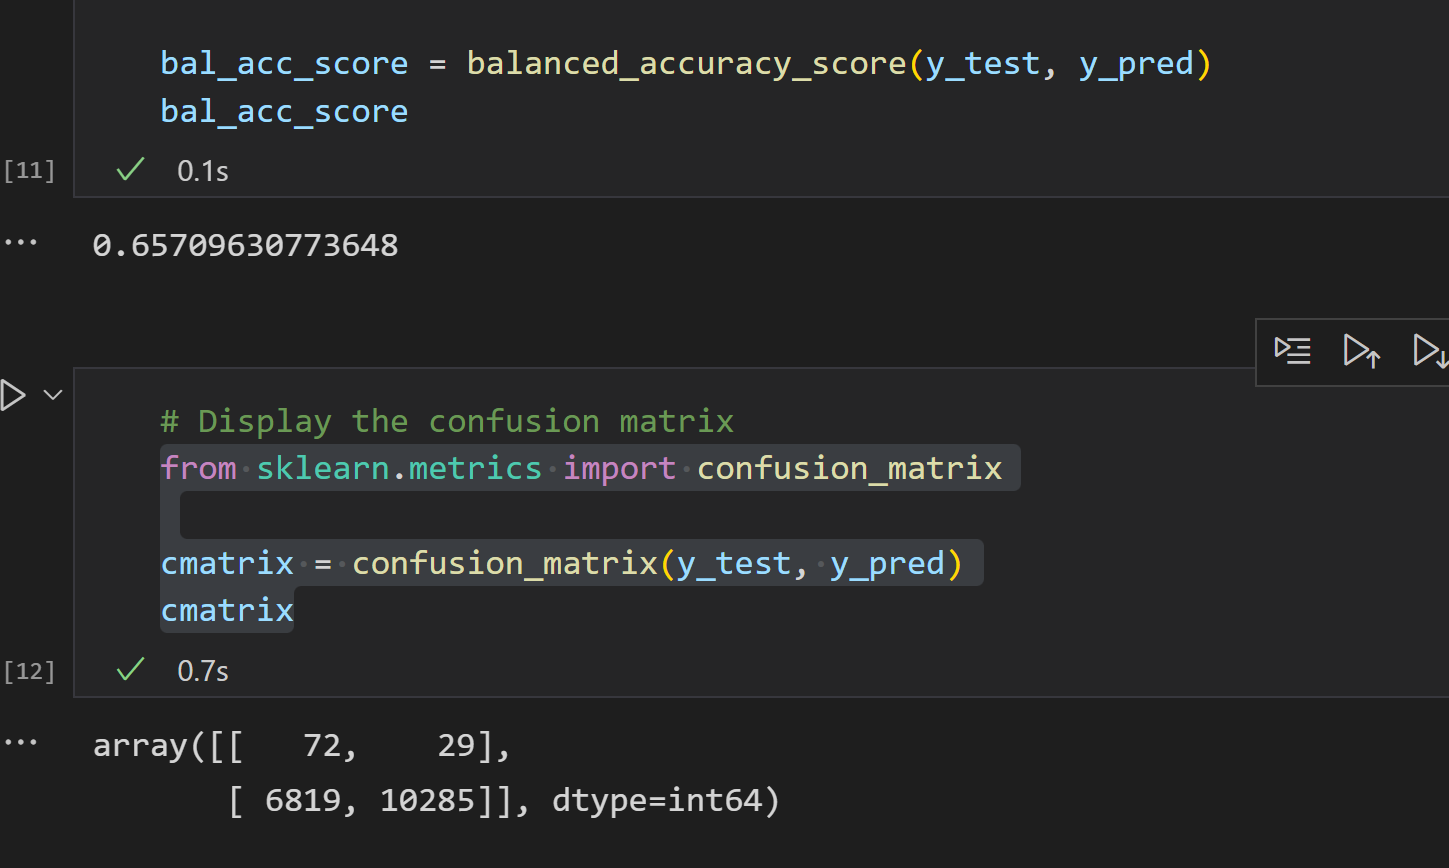 bal_acc_score = balanced_accuracy_score(y_test, y_pred)
bal_acc_score
[11]
0.1s
... 0.65709630773648
# Display the confusion matrix
from sklearn.metrics import confusion_matrix
cmatrix = confusion_matrix(y_test, y_pred)
cmatrix
[12]
0.7s
... array([[   72,    29],
       [ 6819, 10285]], dtype=int64)